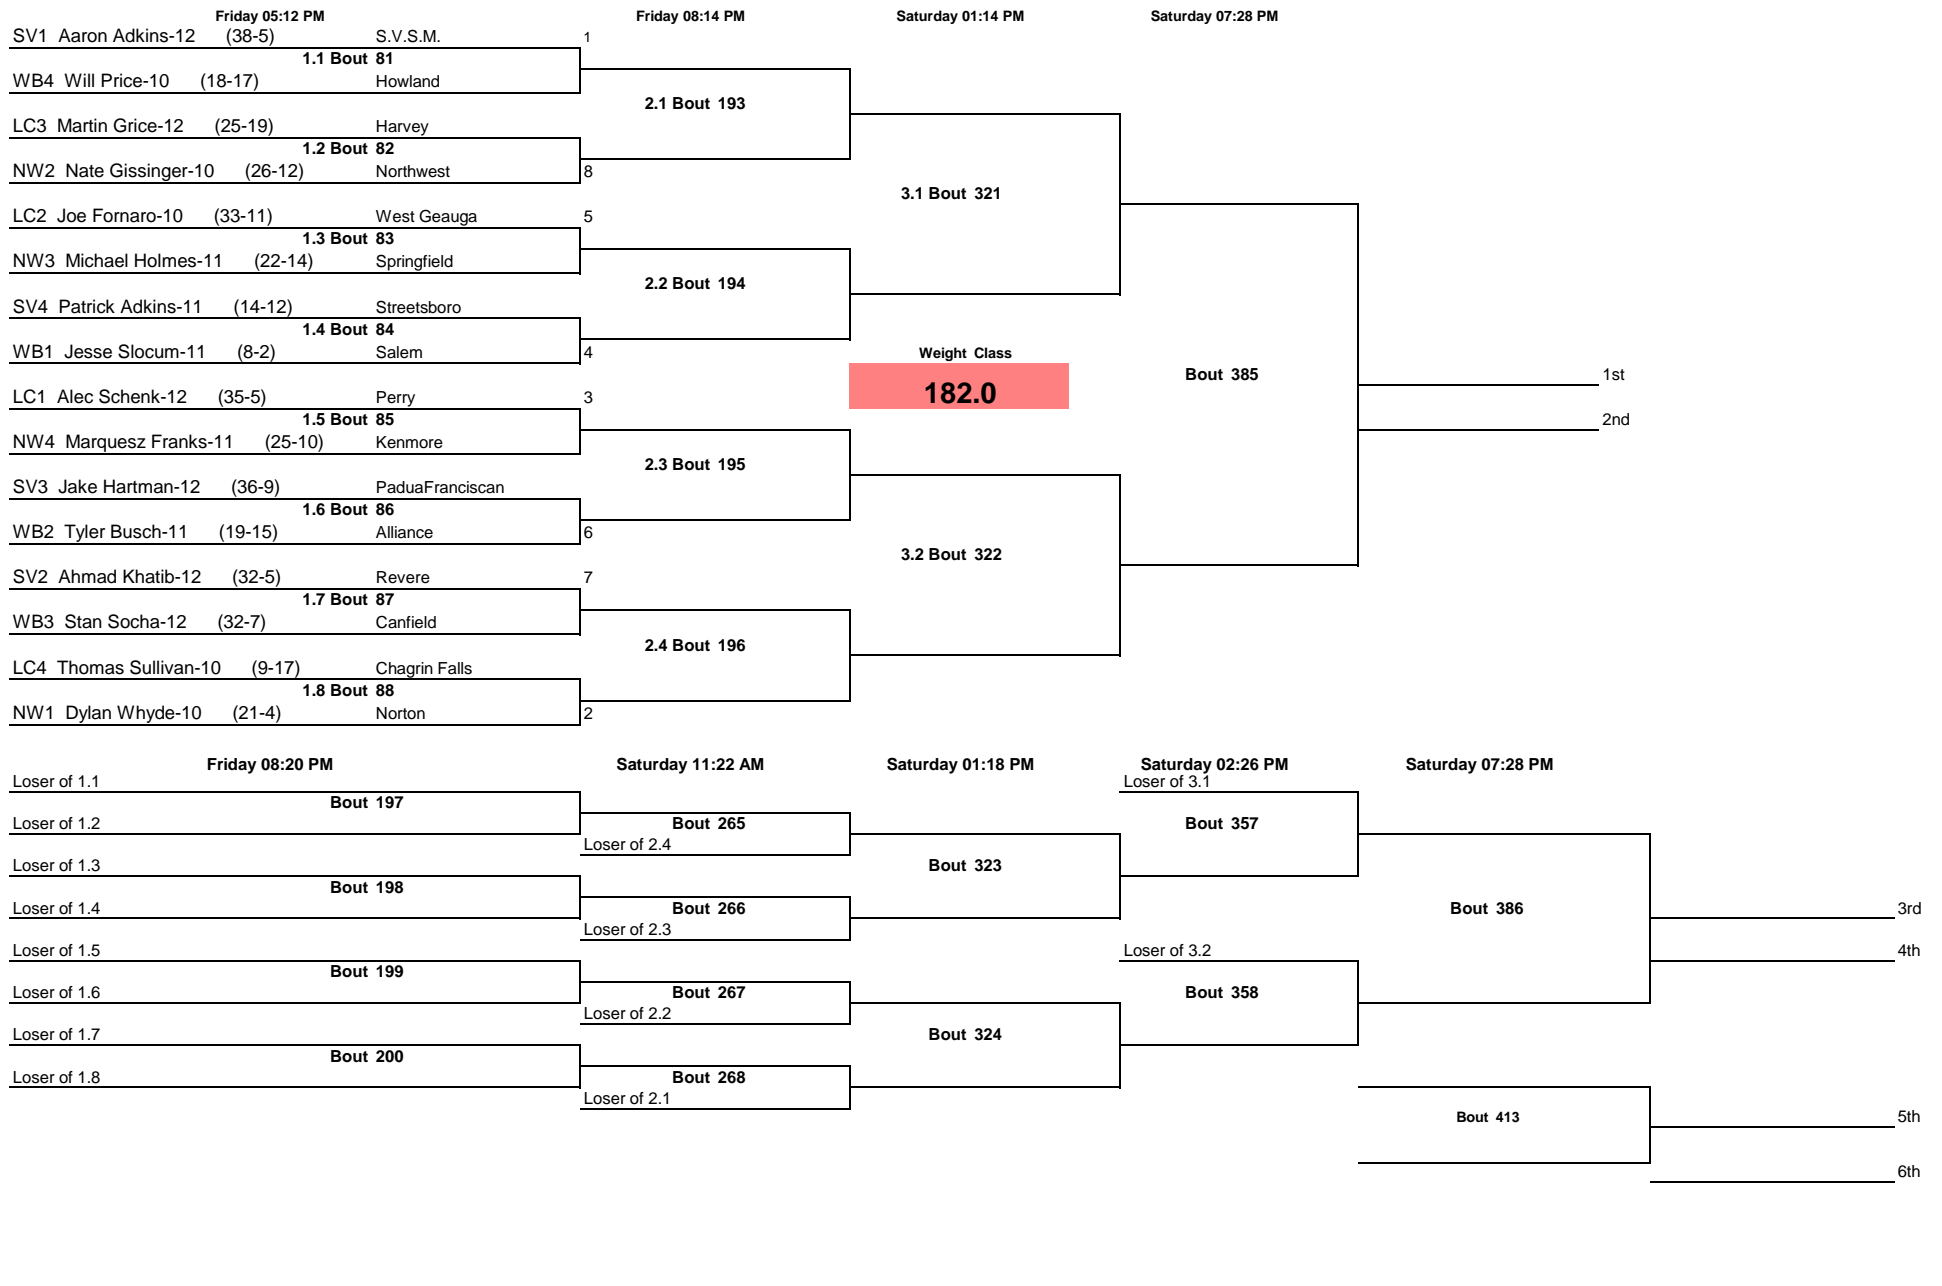 Friday 05:12 PM Friday 08:14 PM Saturday 01:14 PM Saturday 07:28 PM
SV1 Aaron Adkins-12 (38-5) S.V.S.M. 1
1.1 Bout 81
WB4 Will Price-10 (18-17) Howland
2.1 Bout 193
LC3 Martin Grice-12 (25-19) Harvey
1.2 Bout 82
NW2 Nate Gissinger-10 (26-12) Northwest 8
3.1 Bout 321
LC2 Joe Fornaro-10 (33-11) West Geauga 5
1.3 Bout 83
NW3 Michael Holmes-11 (22-14) Springfield
2.2 Bout 194
SV4 Patrick Adkins-11 (14-12) Streetsboro
1.4 Bout 84
WB1 Jesse Slocum-11 (8-2) Salem 4 Weight Class
Bout 385 1st
182.0
LC1 Alec Schenk-12 (35-5) Perry 3
1.5 Bout 85 2nd
NW4 Marquesz Franks-11 (25-10) Kenmore
2.3 Bout 195
SV3 Jake Hartman-12 (36-9) PaduaFranciscan
1.6 Bout 86
WB2 Tyler Busch-11 (19-15) Alliance 6
3.2 Bout 322
SV2 Ahmad Khatib-12 (32-5) Revere 7
1.7 Bout 87
WB3 Stan Socha-12 (32-7) Canfield
2.4 Bout 196
LC4 Thomas Sullivan-10 (9-17) Chagrin Falls
1.8 Bout 88
NW1 Dylan Whyde-10 (21-4) Norton 2
Friday 08:20 PM Saturday 11:22 AM Saturday 01:18 PM Saturday 02:26 PM Saturday 07:28 PM
Loser of 1.1 Loser of 3.1
Bout 197
Loser of 1.2 Bout 265 Bout 357
Loser of 2.4
Loser of 1.3 Bout 323
Bout 198
Loser of 1.4 Bout 266 Bout 386 3rd
Loser of 2.3
Loser of 1.5 Loser of 3.2 4th
Bout 199
Loser of 1.6 Bout 267 Bout 358
Loser of 2.2
Loser of 1.7 Bout 324
Bout 200
Loser of 1.8 Bout 268
Loser of 2.1
Bout 413 5th
6th